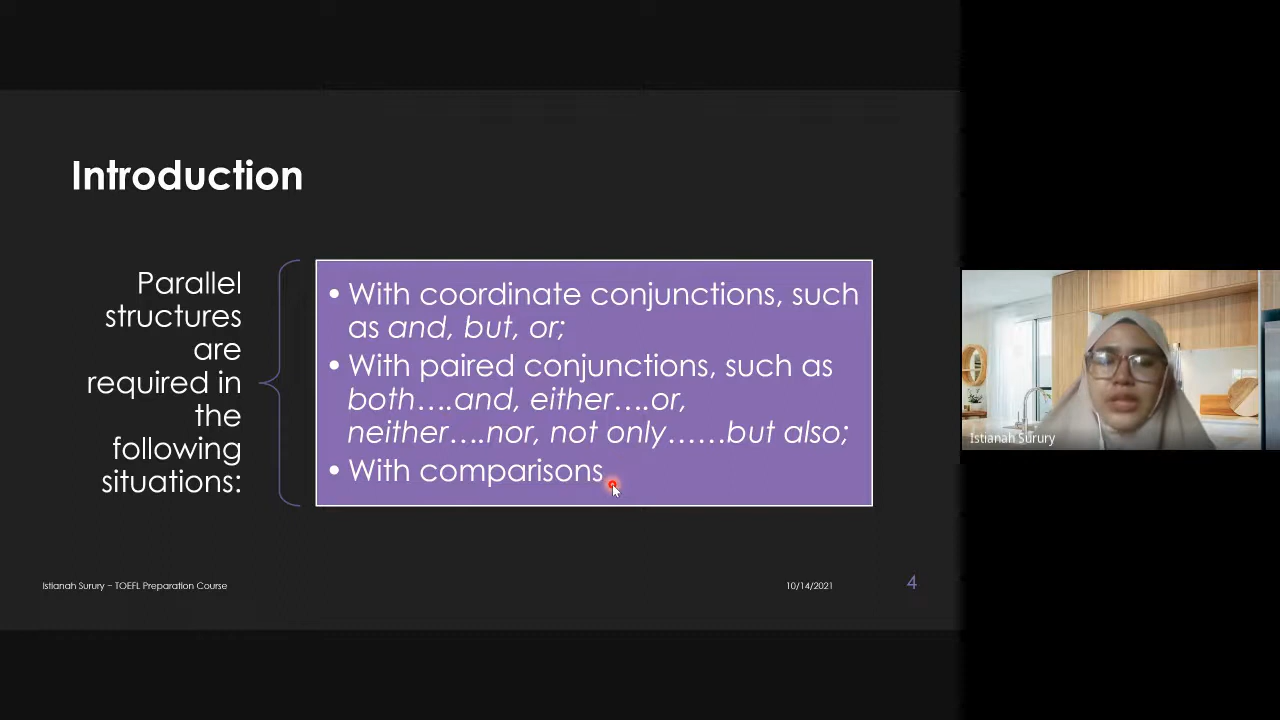 Introduction
Parallel
structures
are
required in
the
following
situations:
• With coordinate conjunctions, such
as and, but, or;
• With paired conjunctions, such as
both….and, either….or,
neither….nor, not only……but also;
• With comparisons
Istianah Surury – TOEFL Preparation Course
10/14/2021
4
Istianah Surury